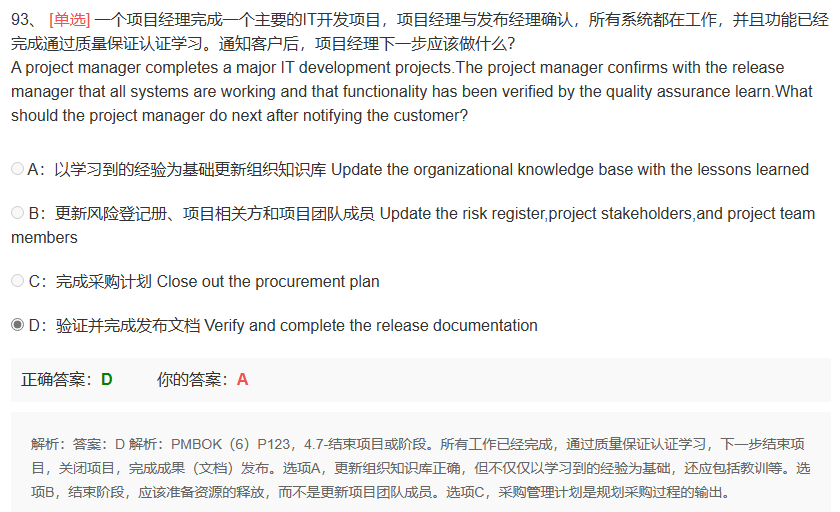 93、 [单选] 一个项目经理完成一个主要的IT开发项目，项目经理与发布经理确认，所有系统都在工作，并且功能已经
完成通过质量保证认证学习。通知客户后，项目经理下一步应该做什么？
A project manager completes a major IT development projects.The project manager confirms with the release
manager that all systems are working and that functionality has been verified by the quality assurance learn.What
should the project manager do next after notifying the customer?
A：以学习到的经验为基础更新组织知识库 Update the organizational knowledge base with the lessons learned
B：更新风险登记册、项目相关方和项目团队成员 Update the risk register,project stakeholders,and project team
members
C：完成采购计划 Close out the procurement plan
D：验证并完成发布文档 Verify and complete the release documentation
正确答案：D 你的答案：A
解析：答案：D 解析：PMBOK（6）P123，4.7-结束项目或阶段。所有工作已完成，通过质量保证认证学习，下一步结束项
目，关闭项目，完成成果（文档）发布。选项A，更新组织知识库正确，但不仅仅以学习到的经验为基础，还应包括教训等。选
项B，结束阶段，应该准备资源的释放，而不是更新项目团队成员。选项C，采购管理计划是规划采购过程的输出。